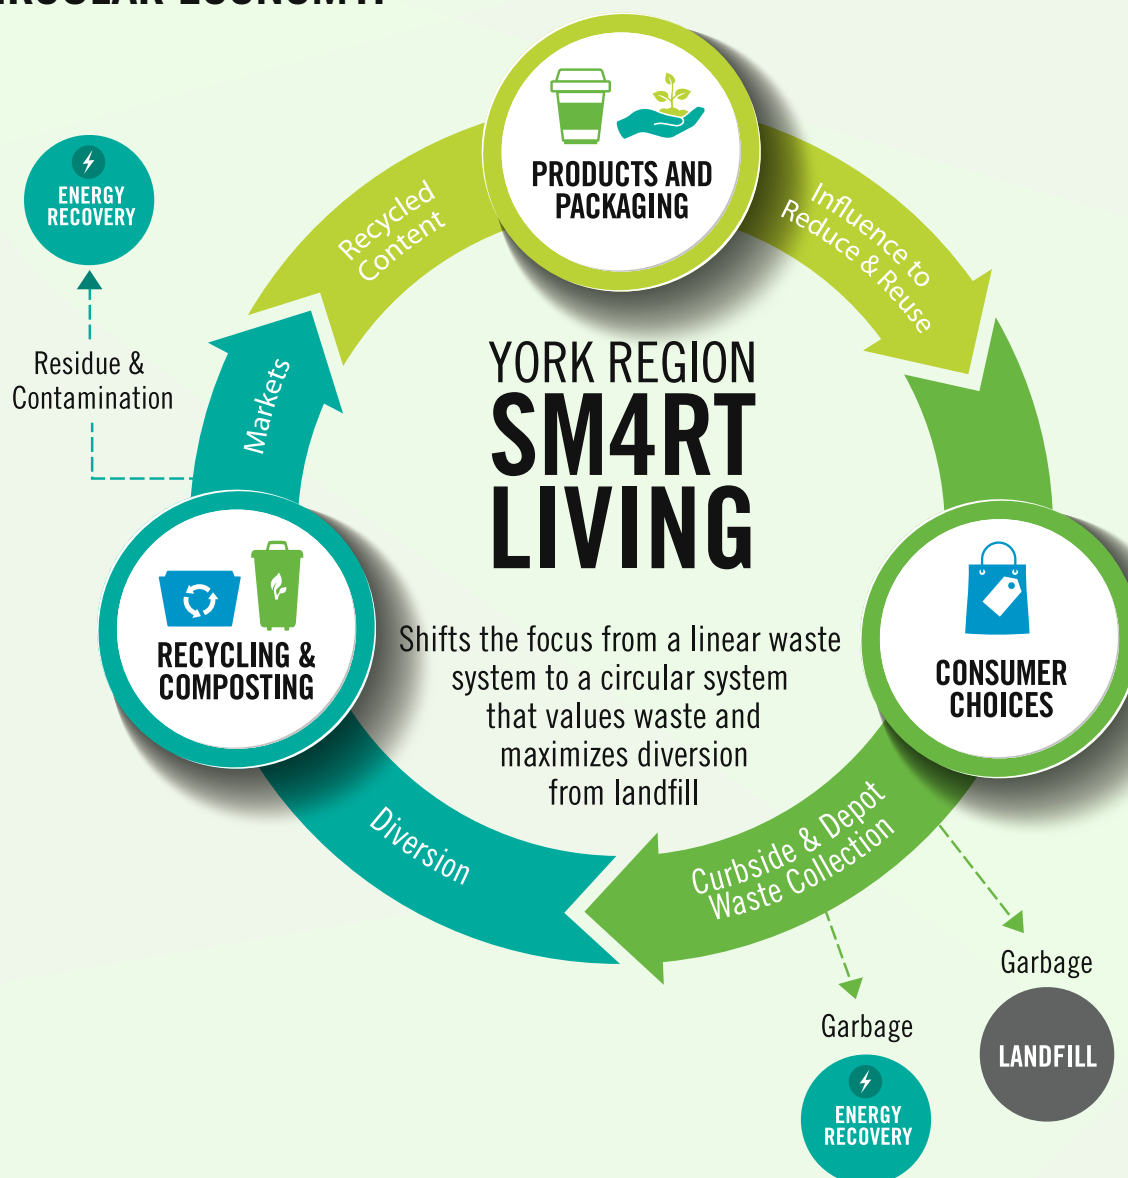 ECONOMY:
PRODUCTS AND
PACKAGING
Influence to
Reduce & Reuse
Recycled
Content
ENERGY
RECOVERY
Residue &
Contamination
Markets
YORK REGION
SM4RT
LIVING
Shifts the focus from a linear waste
system to a circular system
that values waste and
maximizes diversion
from landfill
RECYCLING &
COMPOSTING
CONSUMER
CHOICES
Diversion
Curbside & Depot
Waste Collection
Garbage
LANDFILL
Garbage
ENERGY
RECOVERY